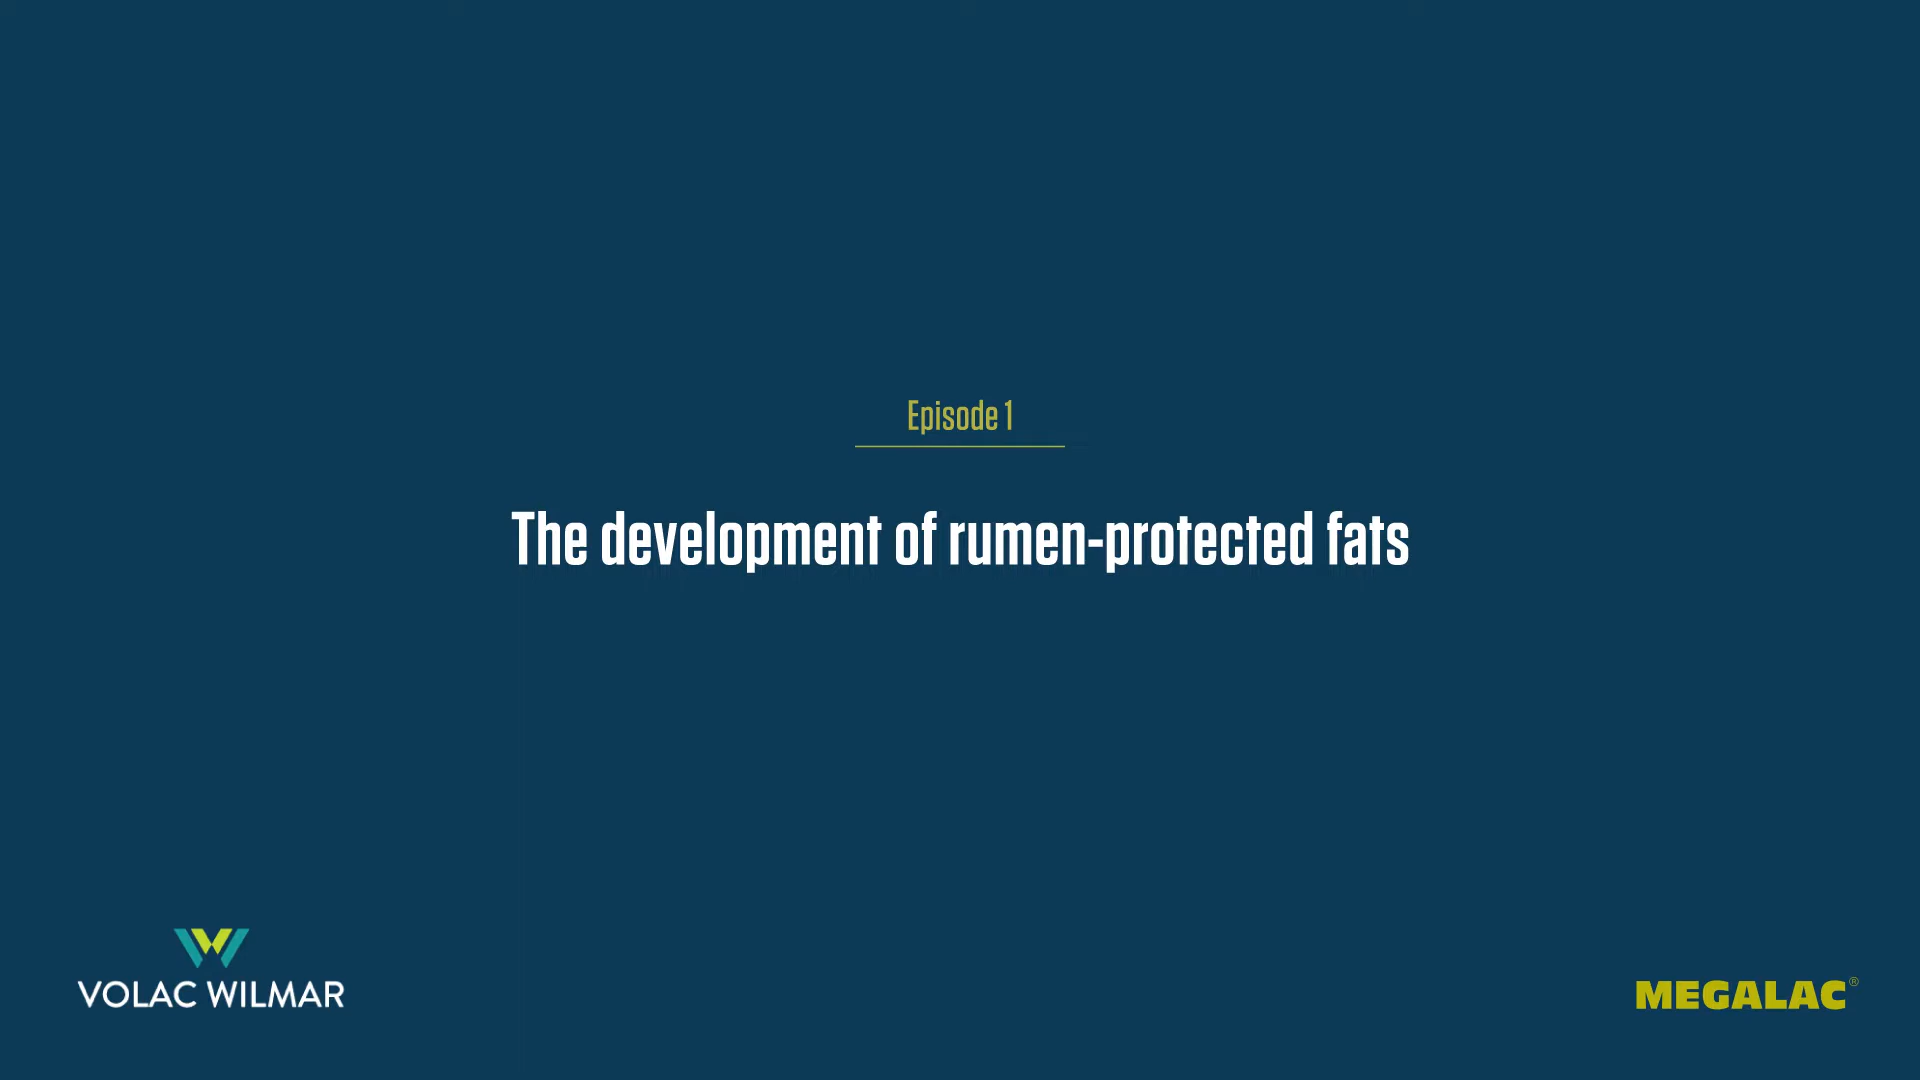 Episode 1
The development of rumen-protected fats
VOLAC WILMAR
MEGALAC®